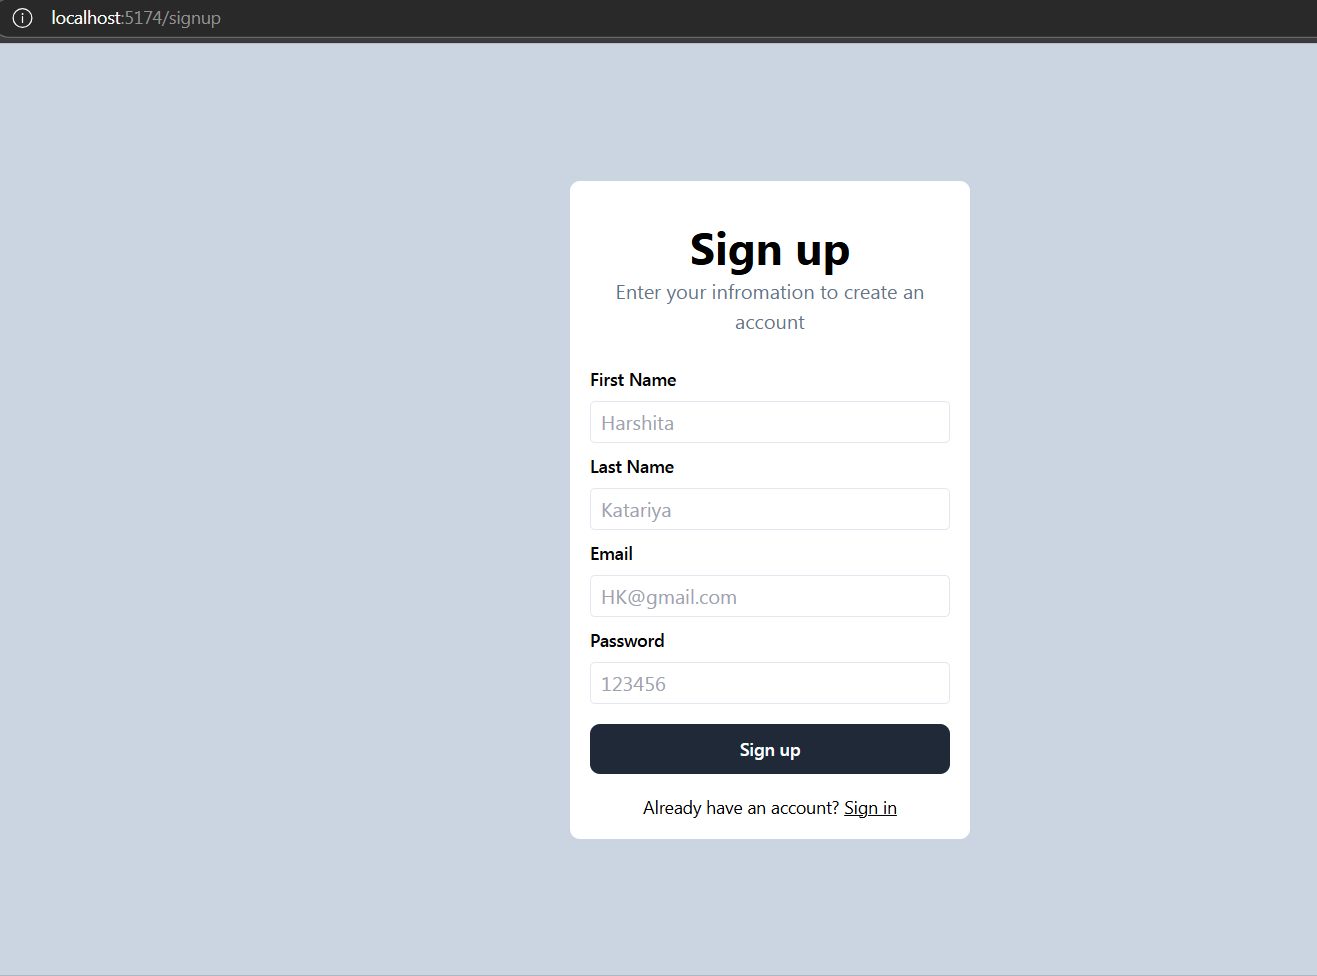 localhost:5174/signup
Sign up
Enter your infromation to create an
account
First Name
Harshita
Last Name
Katariya
Email
HK@gmail.com
Password
123456
Sign up
Already have an account? Sign in